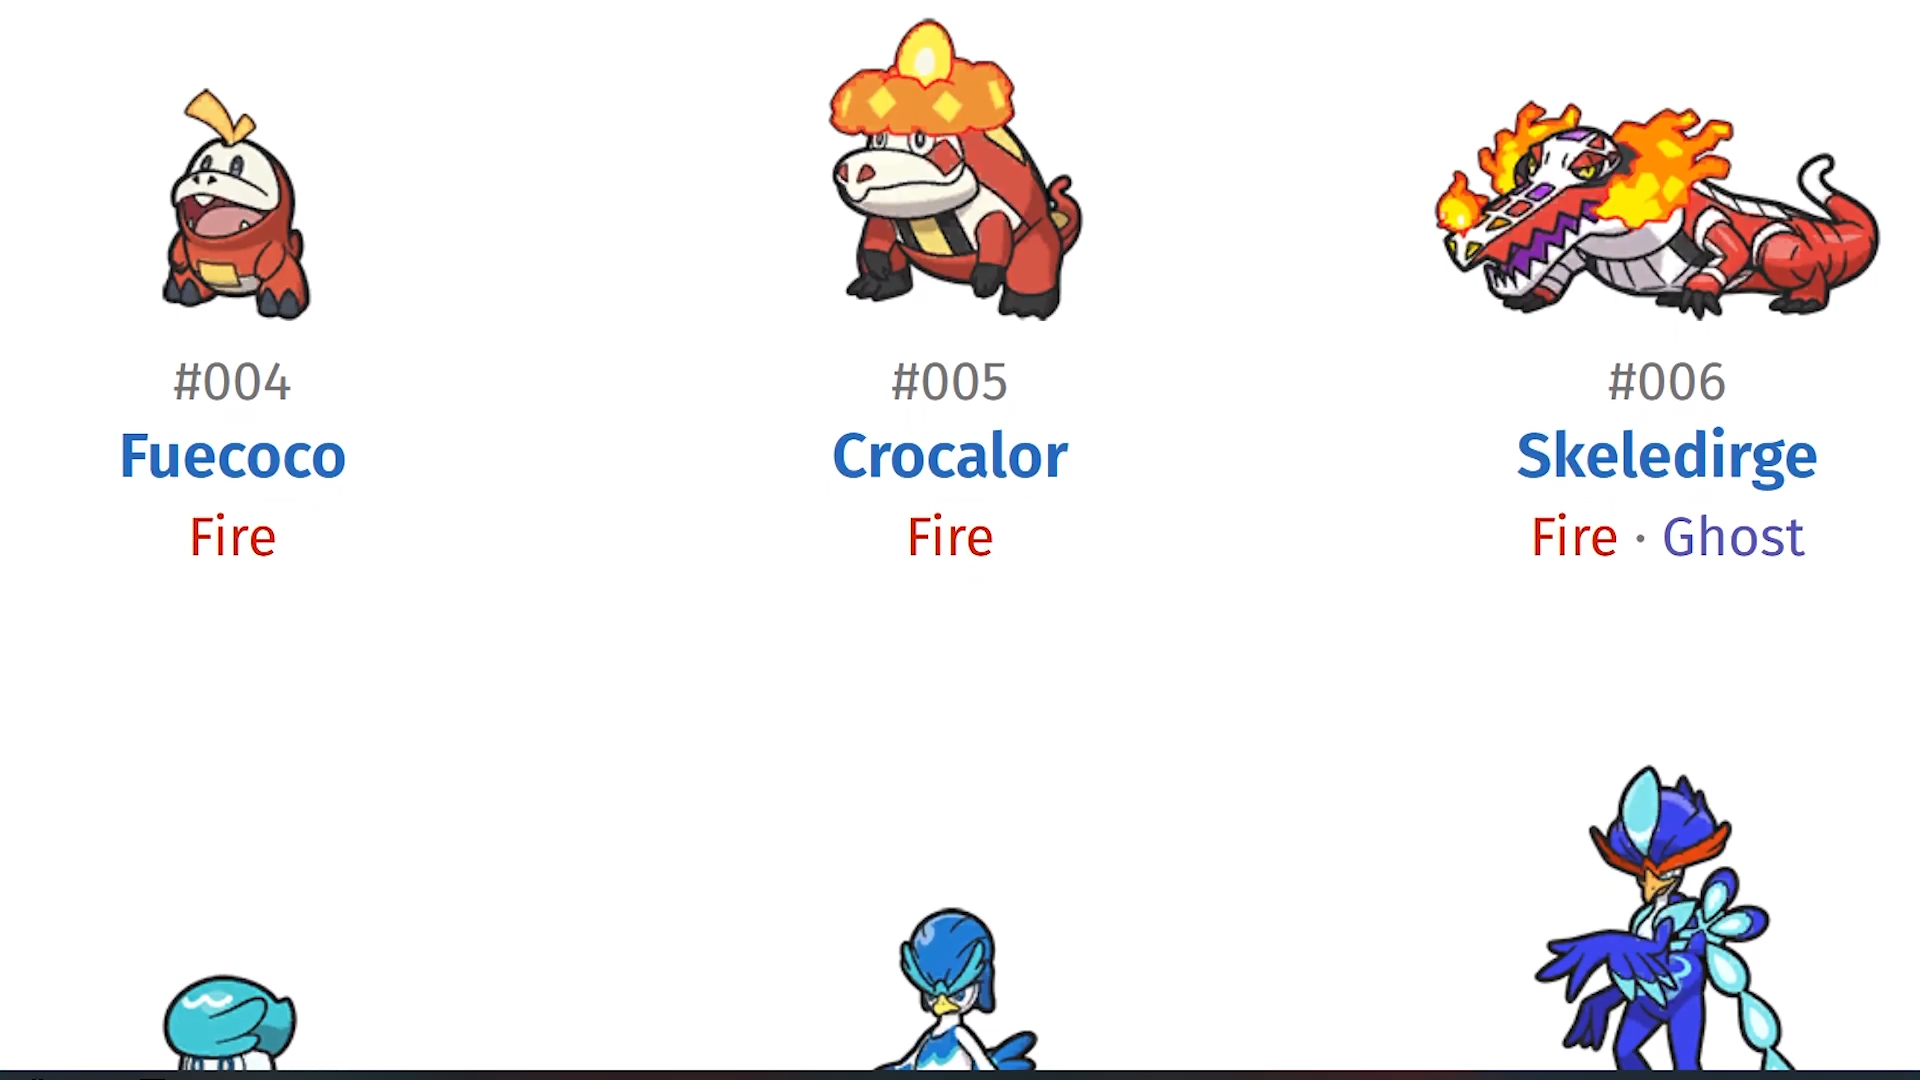 #004
Fuecoco
Fire
#005
Crocalor
Fire
#006
Skeledirge
Fire · Ghost